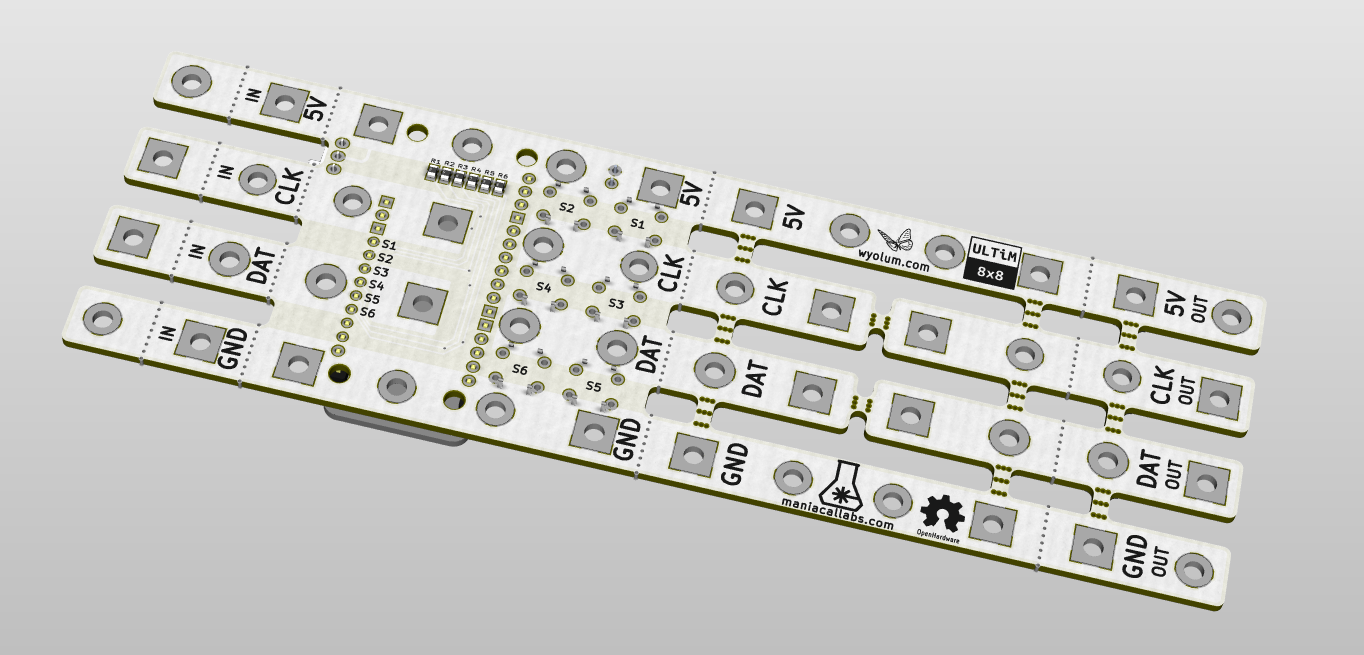 IN
5V
IN
CLK
IN
DAT
IN
GND
R1 R2 R3 R4 R5 R6
S1
S2
S3
S4
S5
S6
S2
S1
S4
S3
S6
S5
5V
CLK
DAT
GND
5V
CLK
DAT
GND
wyolum.com
ULTiM
8x8
maniacallabs.com
OpenHardware
5V
OUT
CLK
OUT
DAT
OUT
GND
OUT